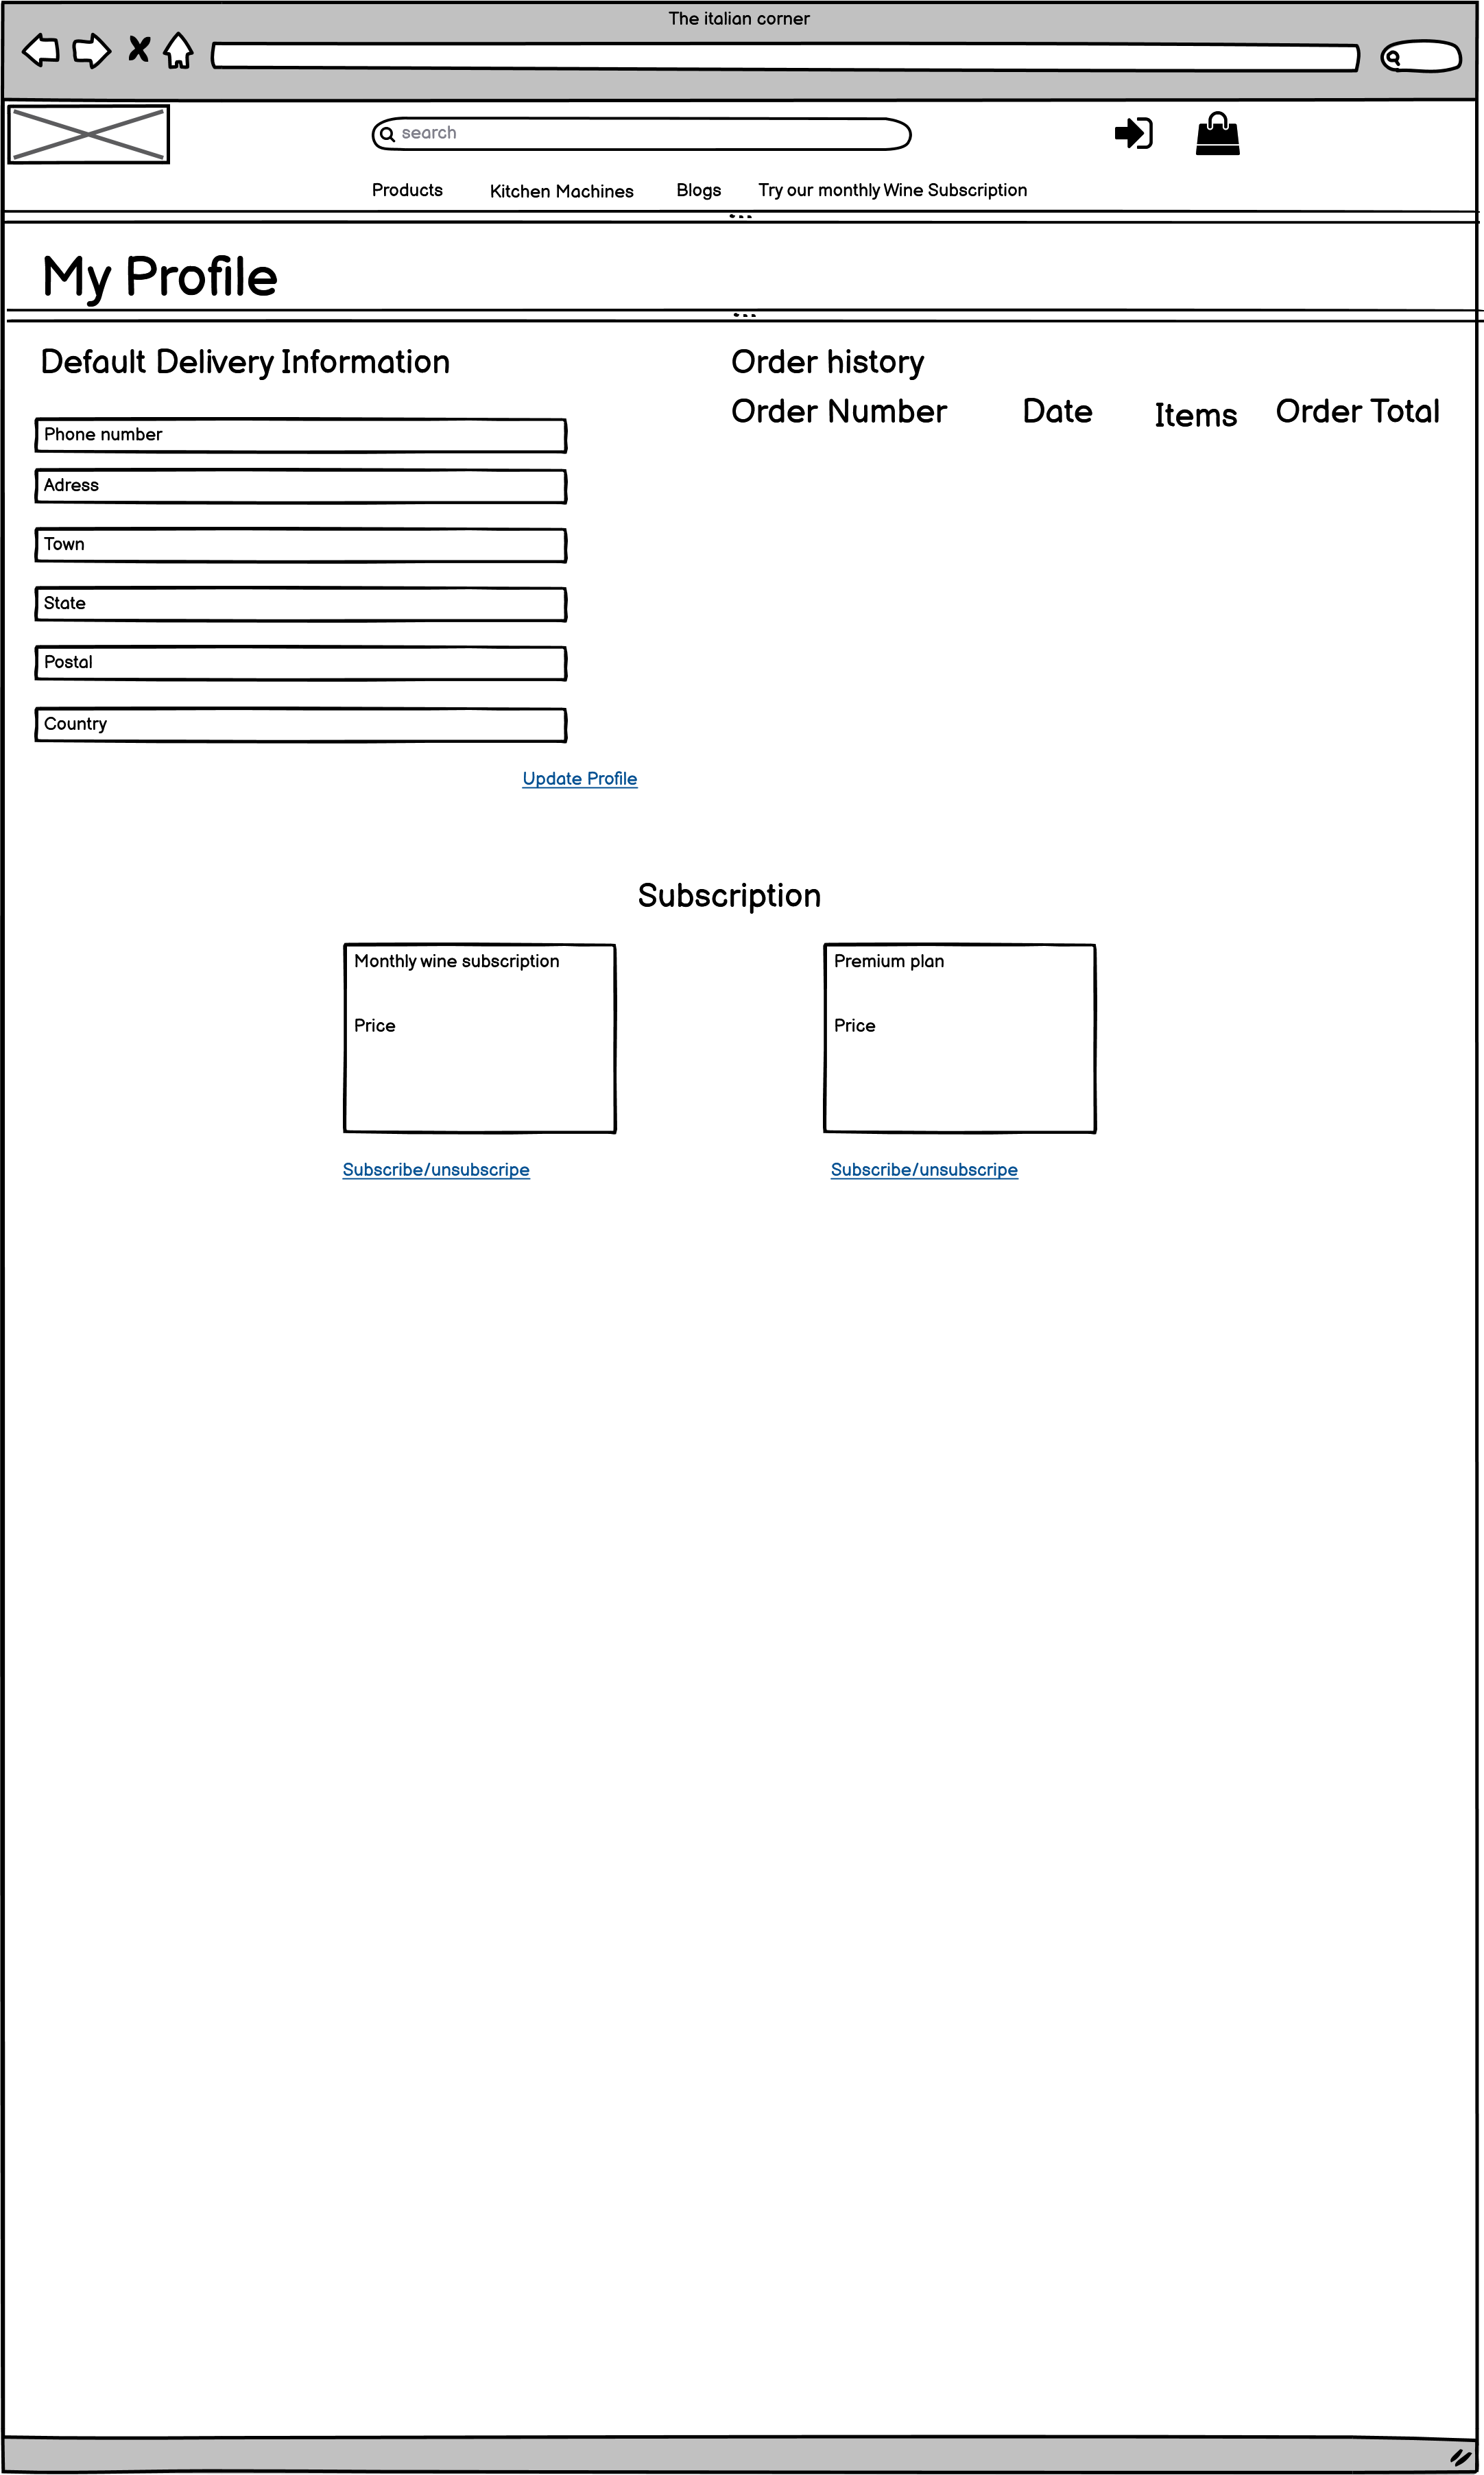 The italian corner
search
Products Kitchen Machines Blogs Try our monthly Wine Subscription
My Profile
Default Delivery Information
Phone number
Adress
Town
State
Postal
Country
Update Profile
Order history
Order Number Date Items Order Total
Subscription
Monthly wine subscription
Price
Subscribe/unsubscripe
Premium plan
Price
Subscribe/unsubscripe